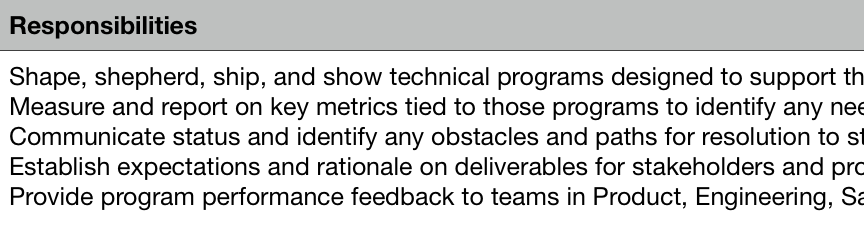 Responsibilities
Shape, shepherd, ship, and show technical programs designed to support th
Measure and report on key metrics tied to those programs to identify any nee
Communicate status and identify any obstacles and paths for resolution to st
Establish expectations and rationale on deliverables for stakeholders and pro
Provide program performance feedback to teams in Product, Engineering, Sa